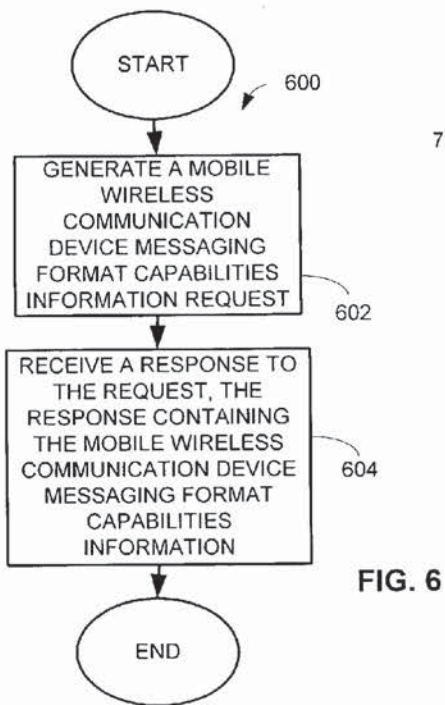 START
600
7
GENERATE A MOBILE
WIRELESS
COMMUNICATION
DEVICE MESSAGING
FORMAT CAPABILITIES
INFORMATION REQUEST
602
RECEIVE A RESPONSE TO
THE REQUEST, THE
RESPONSE CONTAINING
THE MOBILE WIRELESS
COMMUNICATION DEVICE
MESSAGING FORMAT
CAPABILITIES
INFORMATION
604
FIG. 6
END